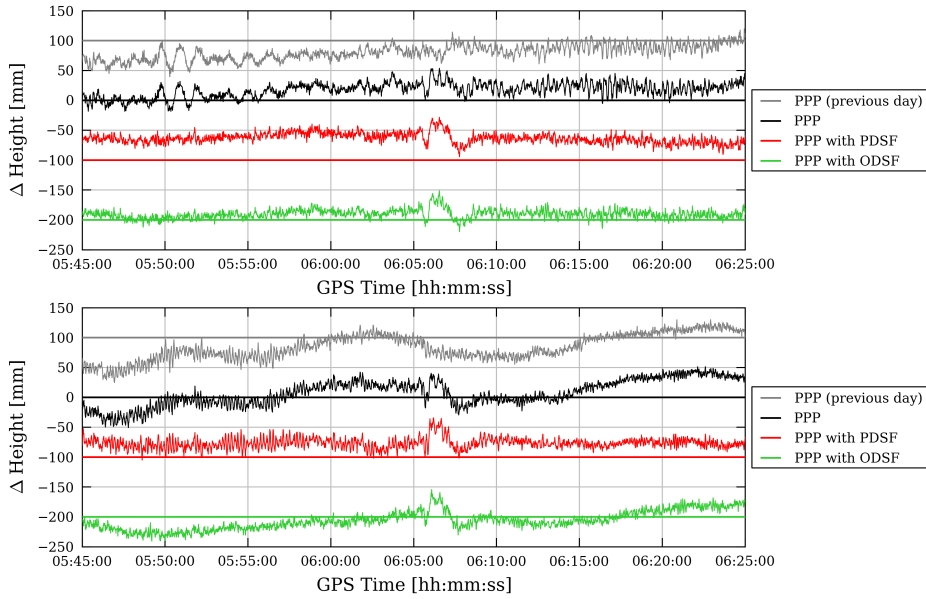 150
100
50
0
−50
−100
−150
−200
−250
Δ Height [mm]
05:45:00 05:50:00 05:55:00 06:00:00 06:05:00 06:10:00 06:15:00 06:20:00 06:25:00
GPS Time [hh:mm:ss]
PPP (previous day)
PPP
PPP with PDSF
PPP with ODSF
150
100
50
0
−50
−100
−150
−200
−250
Δ Height [mm]
05:45:00 05:50:00 05:55:00 06:00:00 06:05:00 06:10:00 06:15:00 06:20:00 06:25:00
GPS Time [hh:mm:ss]
PPP (previous day)
PPP
PPP with PDSF
PPP with ODSF